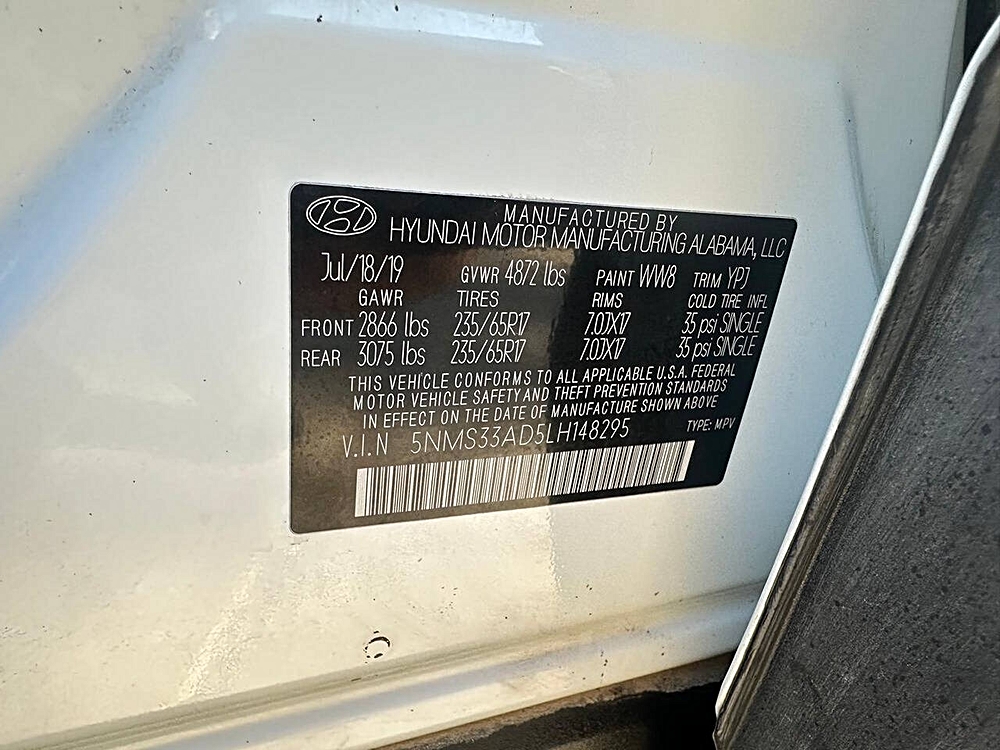 MANUFACTURED BY
HYUNDAI MOTOR MANUFACTURING ALABAMA, LLC
Jul/18/19 GVWR 4872 lbs PAINT WW8 TRIM YPJ
GAWR TIRES RIMS COLD TIRE INFL
FRONT 2866 lbs 235/65R17 7.0JX17 35 psi SINGLE
REAR 3075 lbs 235/65R17 7.0JX17 35 psi SINGLE
THIS VEHICLE CONFORMS TO ALL APPLICABLE U.S.A. FEDERAL
MOTOR VEHICLE SAFETY AND THEFT PREVENTION STANDARDS
IN EFFECT ON THE DATE OF MANUFACTURE SHOWN ABOVE
V.I.N 5NMS33AD5LH148295 TYPE: MPV